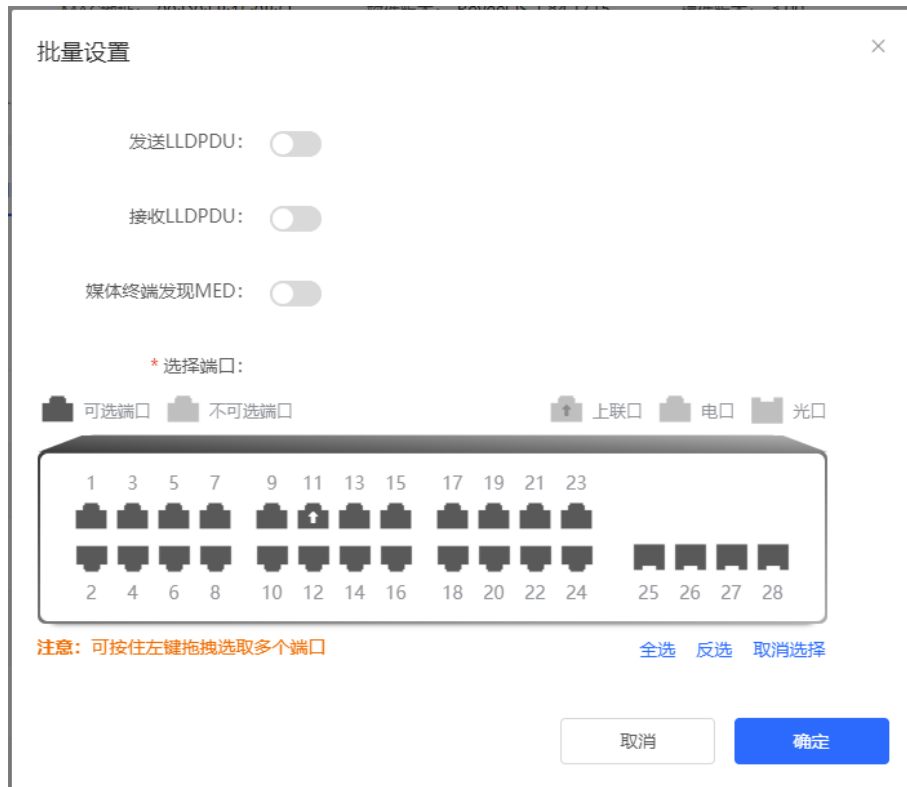 批量设置
发送LLDPDU：
接收LLDPDU：
媒体终端发现MED：
* 选择端口：
可选端口 不可选端口 上联口 电口 光口
1 3 5 7 9 11 13 15 17 19 21 23
2 4 6 8 10 12 14 16 18 20 22 24 25 26 27 28
注意：可按住左键拖拽选取多个端口 全选 反选 取消选择
取消 确定